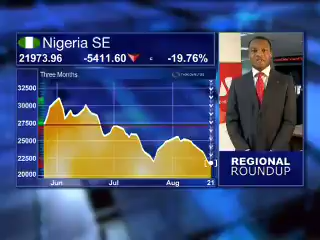 Nigeria SE
21973.96 -5411.60 -19.76%
Three Months
32500
30000
27500
25000
22500
20000
Jun Jul Aug 21
REGIONAL
ROUNDUP